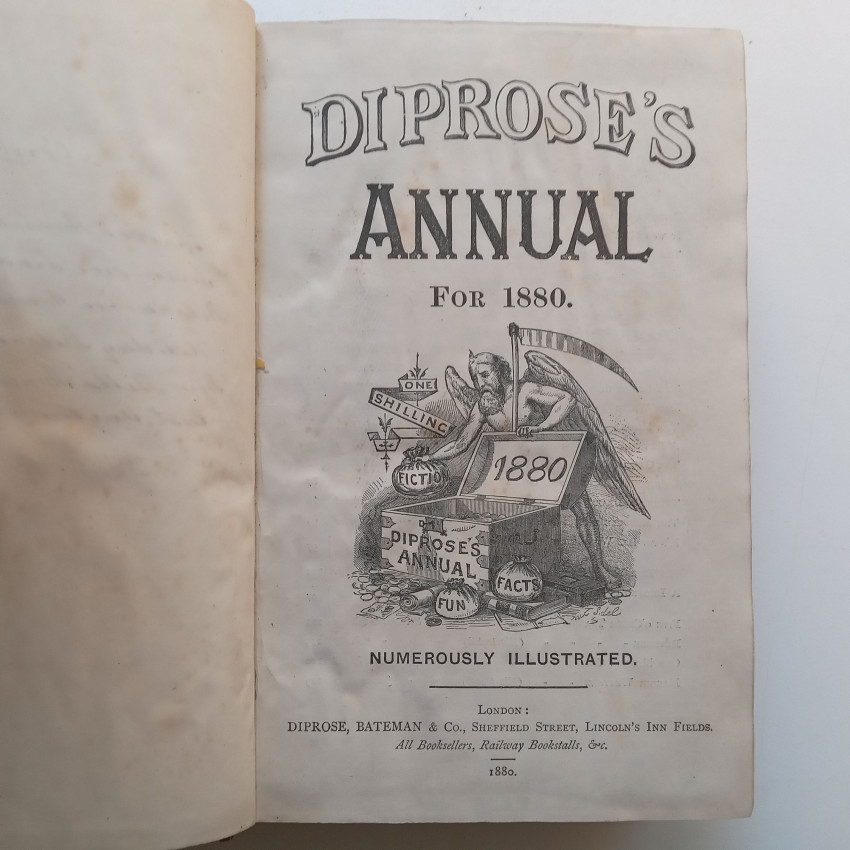 DIPROSE'S
ANNUAL
FOR 1880.
ONE
SHILLING
FICTION
1880
DIPROSE'S
ANNUAL
FACTS
FUN
NUMEROUSLY ILLUSTRATED.
LONDON:
DIPROSE, BATEMAN & CO., SHEFFIELD STREET, LINCOLN'S INN FIELDS.
All Booksellers, Railway Bookstalls, &c.
1880.